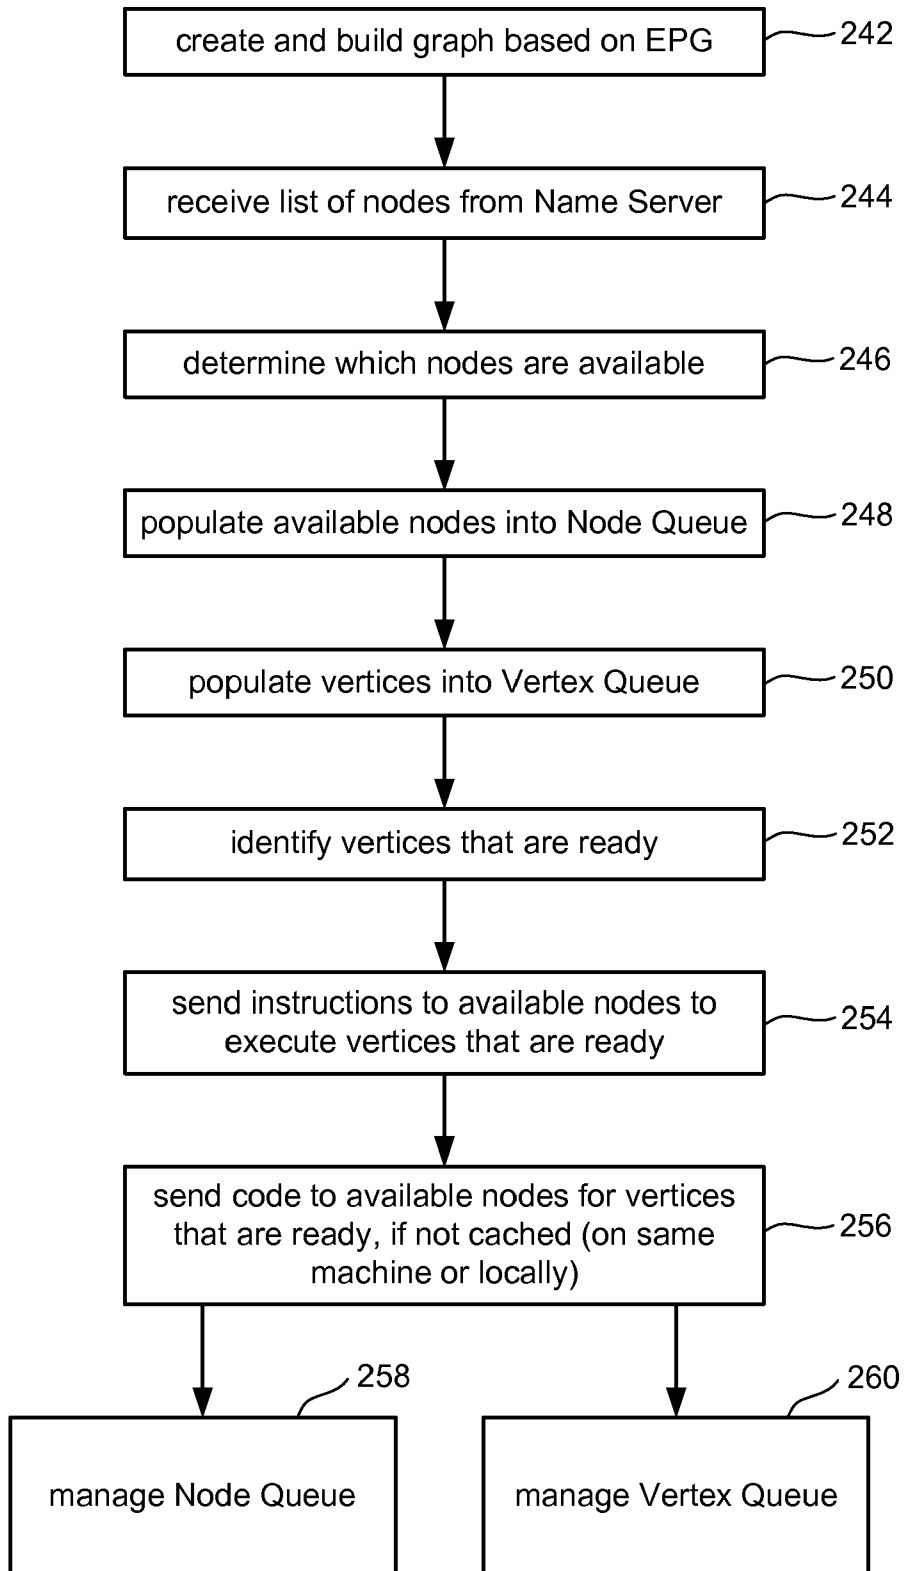 create and build graph based on EPG
242
receive list of nodes from Name Server
244
determine which nodes are available
246
populate available nodes into Node Queue
248
populate vertices into Vertex Queue
250
identify vertices that are ready
252
send instructions to available nodes to
execute vertices that are ready
254
send code to available nodes for vertices
that are ready, if not cached (on same
machine or locally)
256
258
manage Node Queue
260
manage Vertex Queue